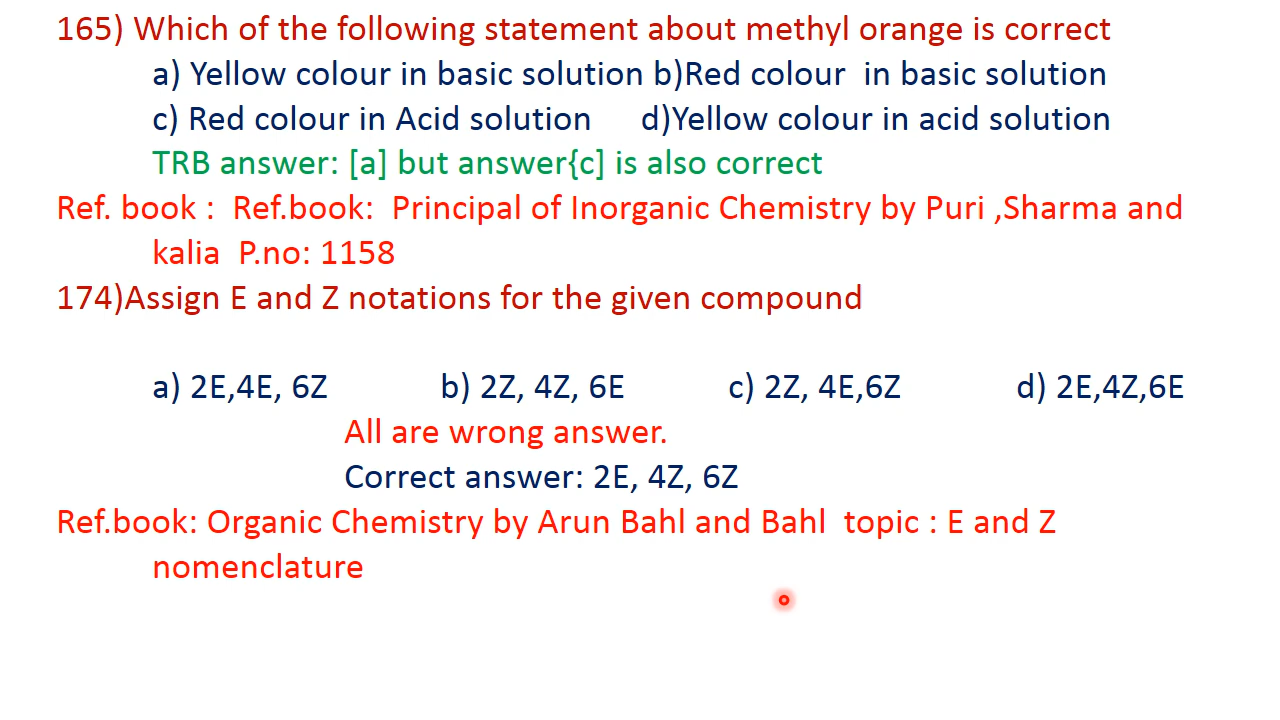 165) Which of the following statement about methyl orange is correct
a) Yellow colour in basic solution b)Red colour in basic solution
c) Red colour in Acid solution d)Yellow colour in acid solution
TRB answer: [a] but answer{c] is also correct
Ref. book : Ref.book: Principal of Inorganic Chemistry by Puri ,Sharma and
kalia P.no: 1158
174)Assign E and Z notations for the given compound
a) 2E,4E, 6Z b) 2Z, 4Z, 6E c) 2Z, 4E,6Z d) 2E,4Z,6E
All are wrong answer.
Correct answer: 2E, 4Z, 6Z
Ref.book: Organic Chemistry by Arun Bahl and Bahl topic : E and Z
nomenclature